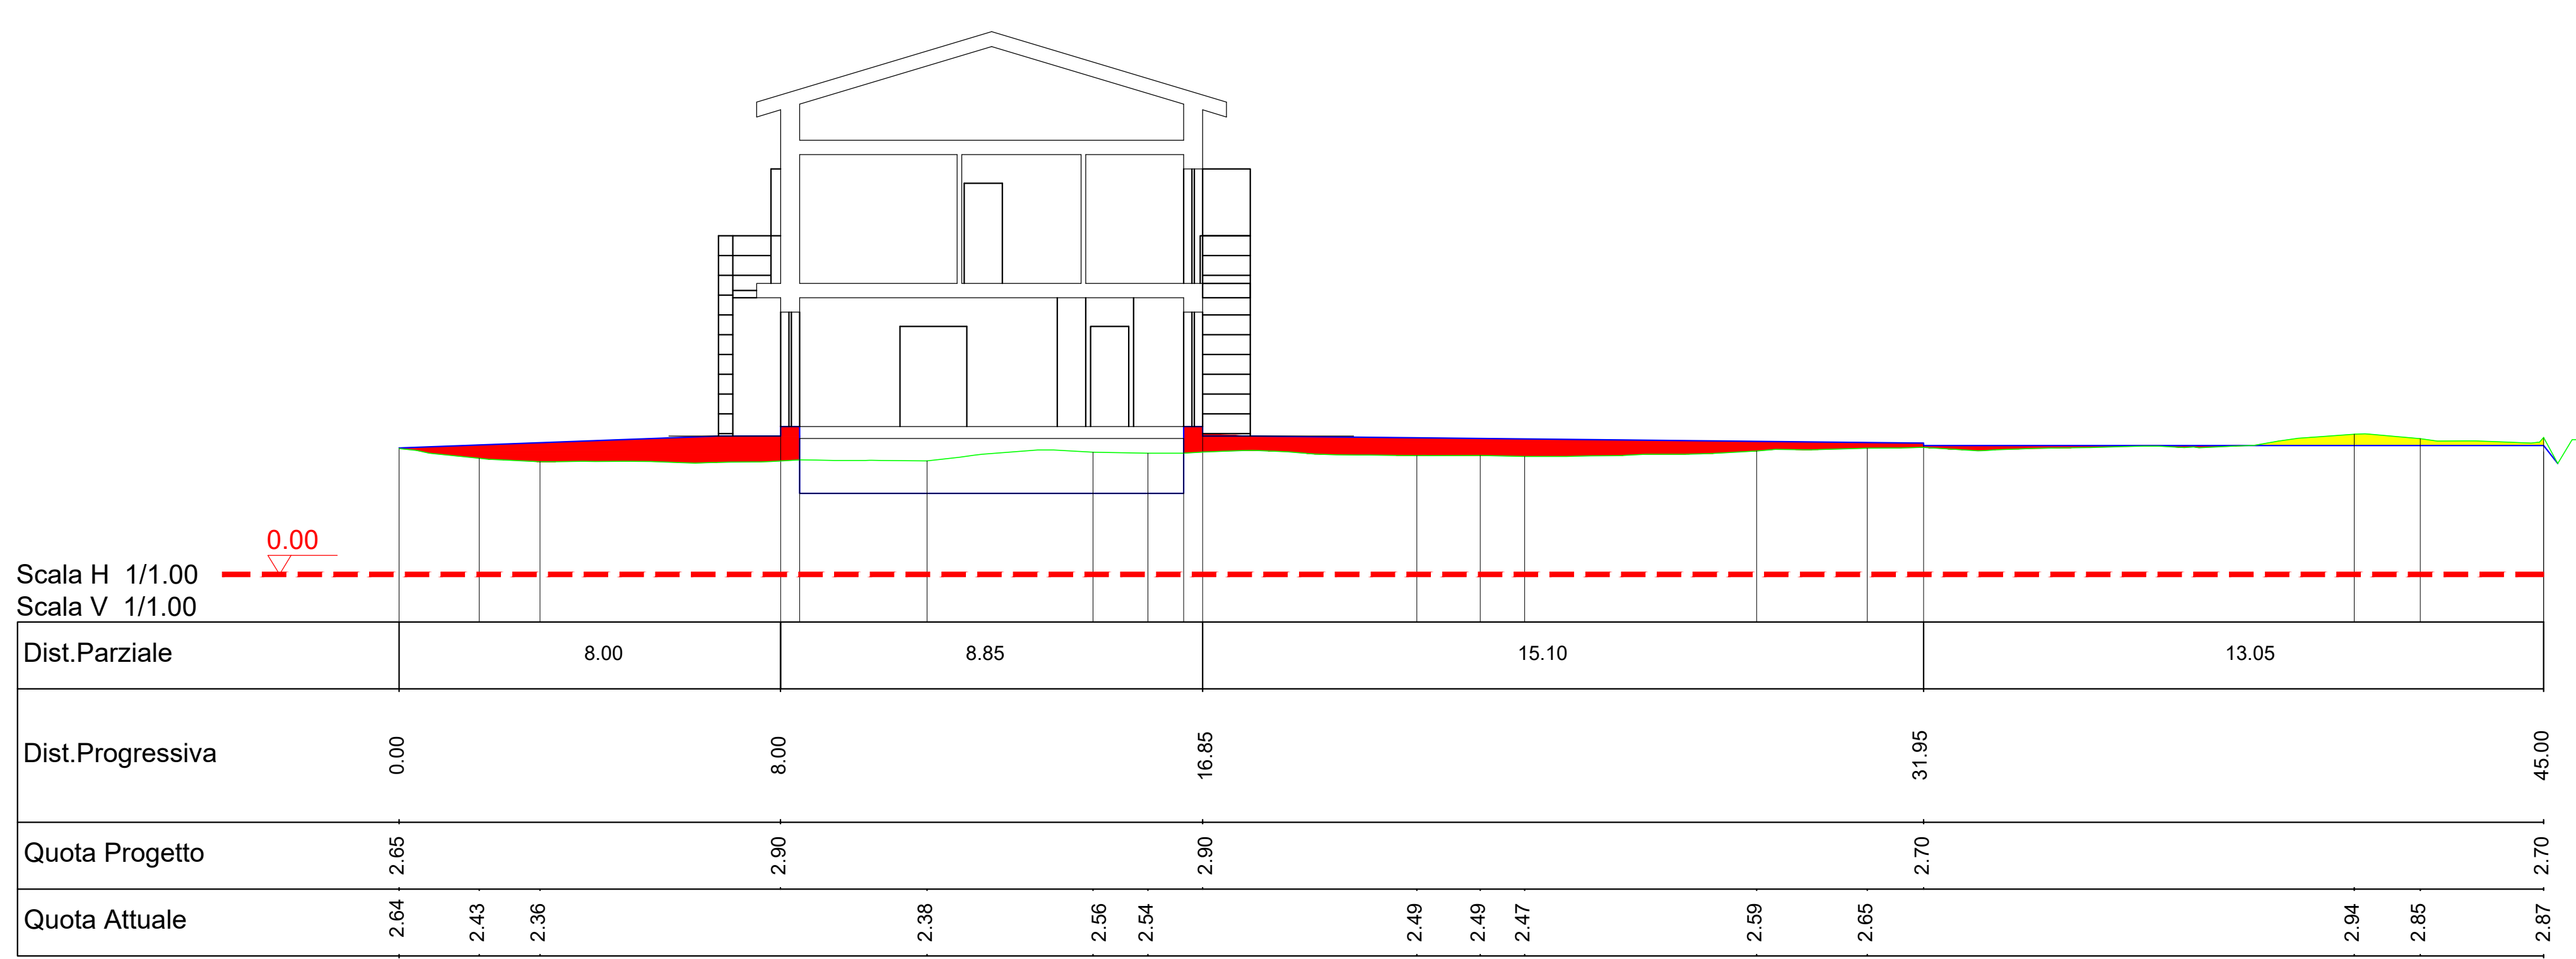 0.00
Scala H 1/1.00
Scala V 1/1.00
Dist.Parziale 8.00 8.85 15.10 13.05
Dist.Progressiva 0.00 8.00 16.85 31.95 45.00
Quota Progetto 2.65 2.90 2.90 2.70 2.70
Quota Attuale 2.64 2.43 2.36 2.38 2.56 2.54 2.49 2.49 2.47 2.59 2.65 2.94 2.85 2.87